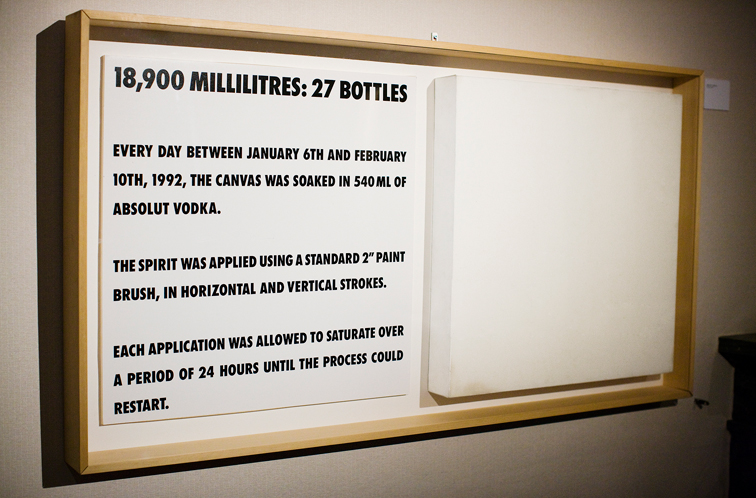 18,900 MILLILITRES: 27 BOTTLES
EVERY DAY BETWEEN JANUARY 6TH AND FEBRUARY
10TH, 1992, THE CANVAS WAS SOAKED IN 540 ML OF
ABSOLUT VODKA.
THE SPIRIT WAS APPLIED USING A STANDARD 2" PAINT
BRUSH, IN HORIZONTAL AND VERTICAL STROKES.
EACH APPLICATION WAS ALLOWED TO SATURATE OVER
A PERIOD OF 24 HOURS UNTIL THE PROCESS COULD
RESTART.